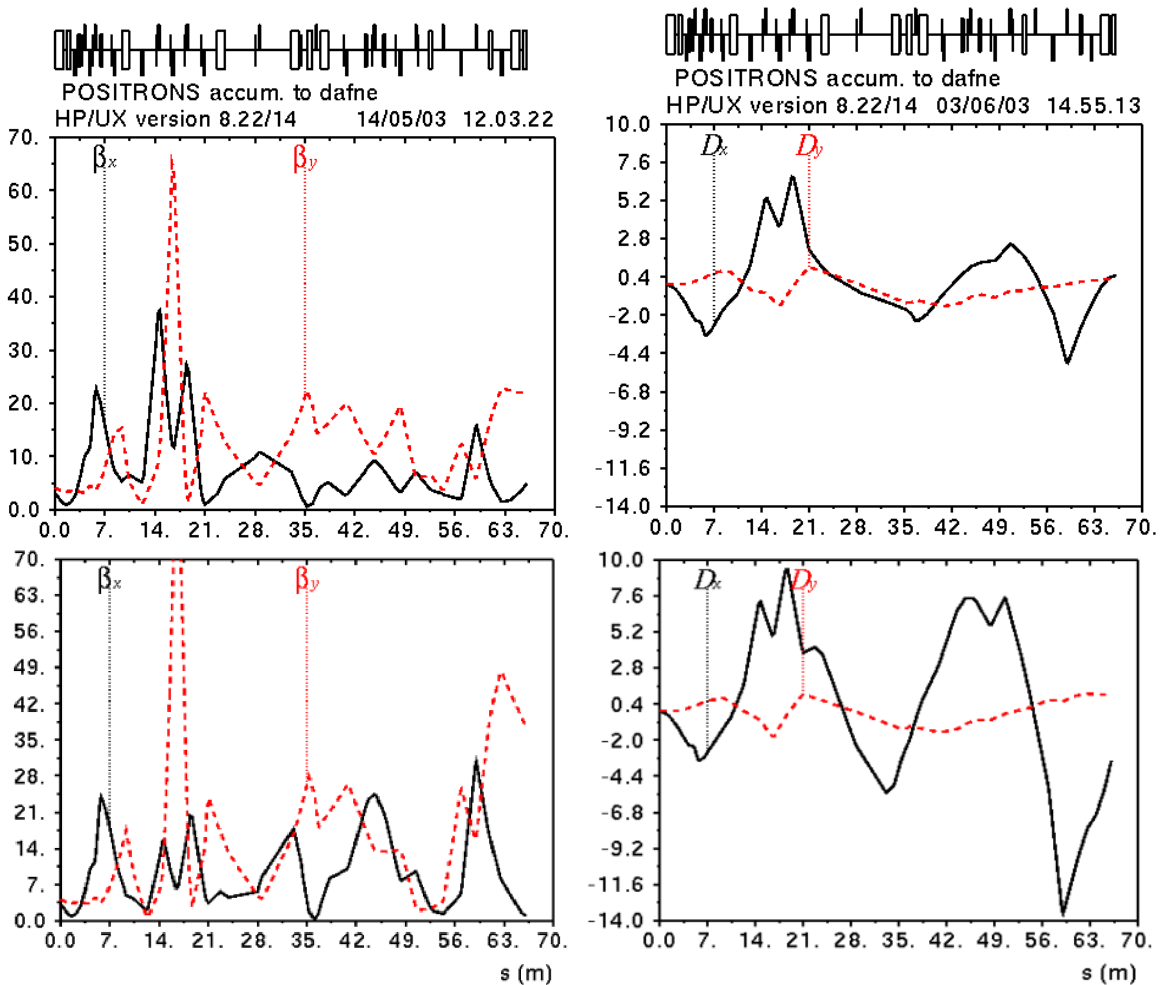 POSITRONS accum. to dafne
HP/UX version 8.22/14 14/05/03 12.03.22
70.
60.
50.
40.
30.
20.
10.
0.0
βx
βy
0.0 7. 14. 21. 28. 35. 42. 49. 56. 63. 70.
POSITRONS accum. to dafne
HP/UX version 8.22/14 03/06/03 14.55.13
10.0
7.6
5.2
2.8
0.4
-2.0
-4.4
-6.8
-9.2
-11.6
-14.0
Dx
Dy
0.0 7. 14. 21. 28. 35. 42. 49. 56. 63. 70.
70.
63.
56.
49.
42.
35.
28.
21.
14.
7.
0.0
βx
βy
0.0 7. 14. 21. 28. 35. 42. 49. 56. 63. 70.
s (m)
10.0
7.6
5.2
2.8
0.4
-2.0
-4.4
-6.8
-9.2
-11.6
-14.0
Dx
Dy
0.0 7. 14. 21. 28. 35. 42. 49. 56. 63. 70.
s (m)